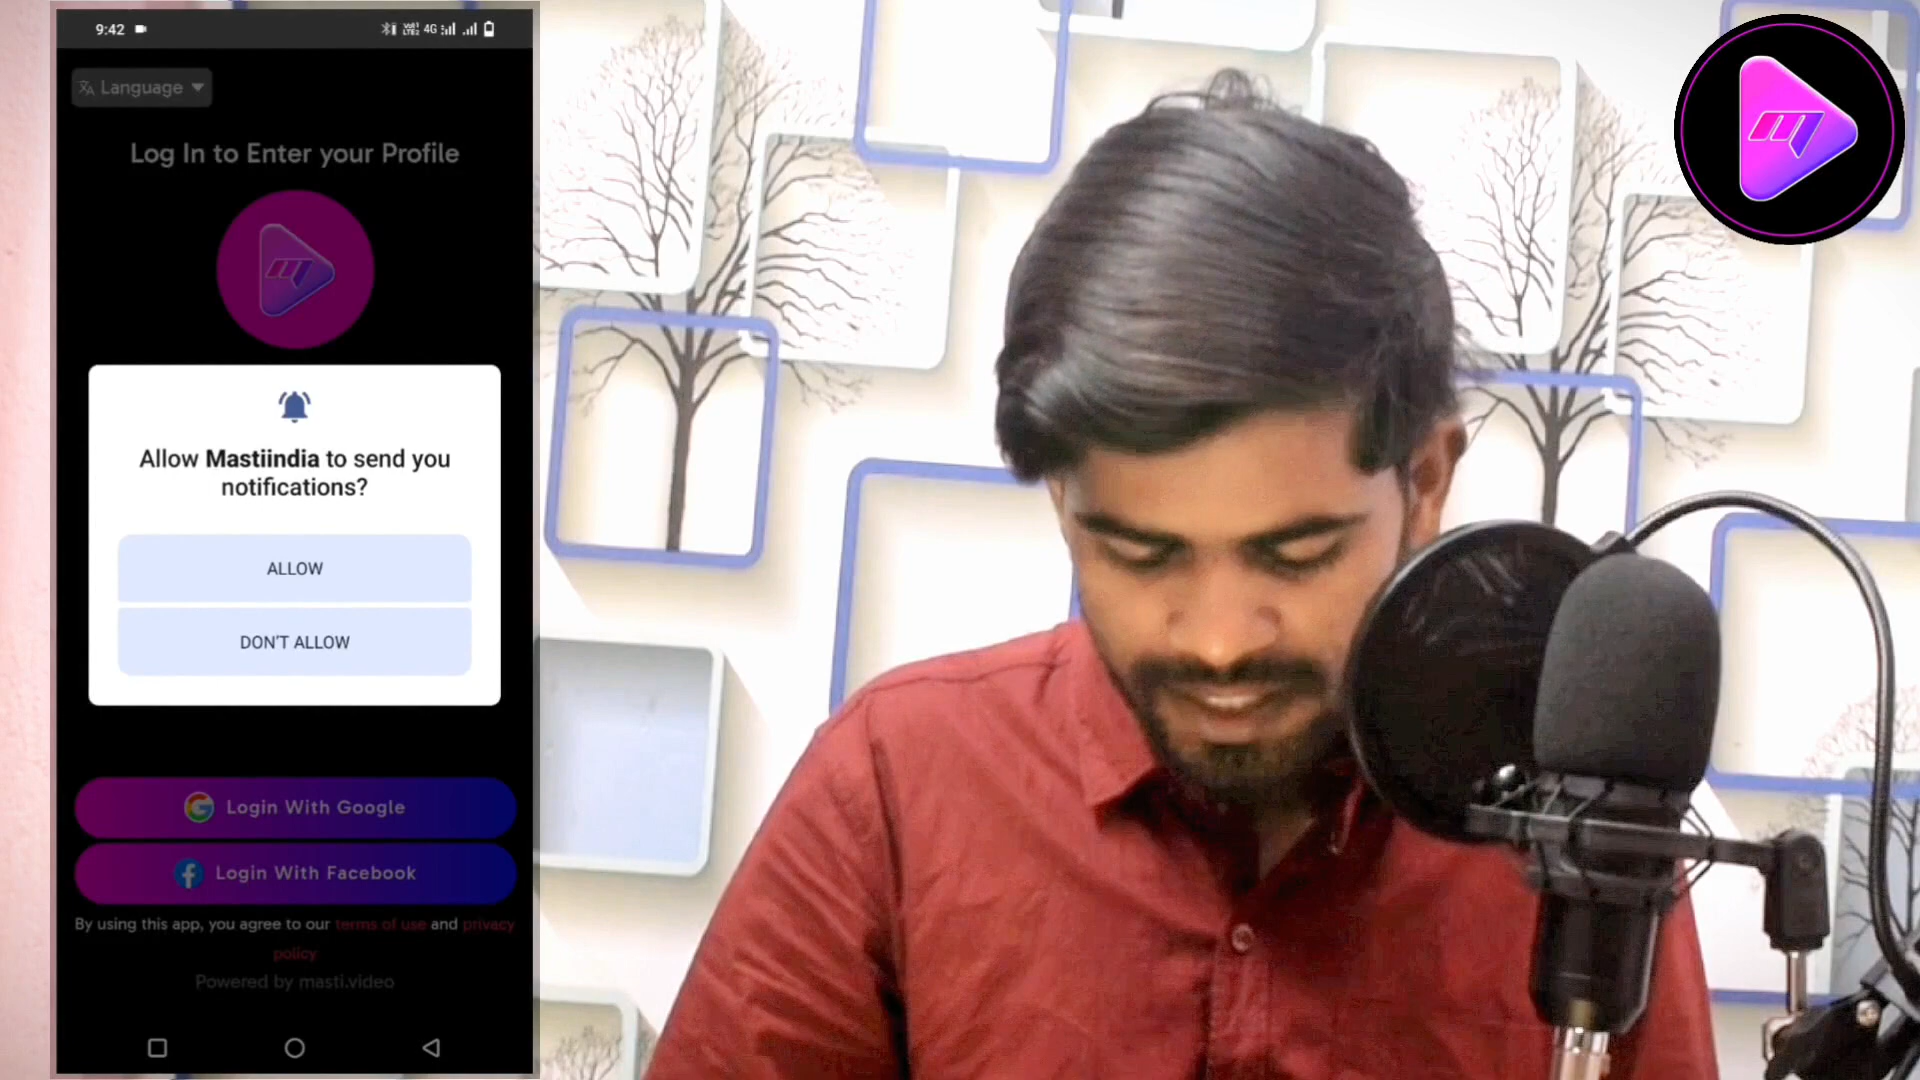 9:42
4G
Language
Log In to Enter your Profile
Allow Mastiindia to send you
notifications?
ALLOW
DON'T ALLOW
Login With Google
Login With Facebook
By using this app, you agree to our terms of use and privacy
policy
Powered by masti.video